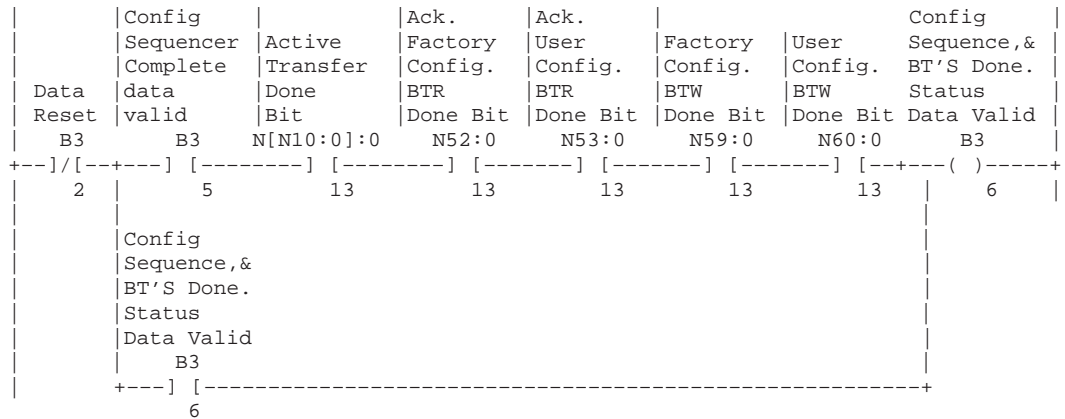 |       |Config    |          |Ack.     |Ack.     |         |         Config      |
|       |Sequencer |Active    |Factory  |User     |Factory  |User     Sequence,&  |
|       |Complete  |Transfer  |Config.  |Config.  |Config.  |Config.  BT'S Done.  |
| Data  |data      |Done      |BTR      |BTR      |BTW      |BTW      Status      |
| Reset |valid     |Bit       |Done Bit |Done Bit |Done Bit |Done Bit Data Valid |
|   B3      B3   N[N10:0]:0   N52:0   N53:0   N59:0   N60:0   B3   |
+--]/[--+---] [--------] [--------] [-------] [-------] [-------] [--+---( )-----+
|   2   |   5   13   13   13   13   13   |   6   |
|       |                                |
|       |Config                          |
|       |Sequence,&                      |
|       |BT'S Done.                      |
|       |Status                          |
|       |Data Valid                      |
|       |   B3                           |
|       +---] [---------------------------------------------------------+
6